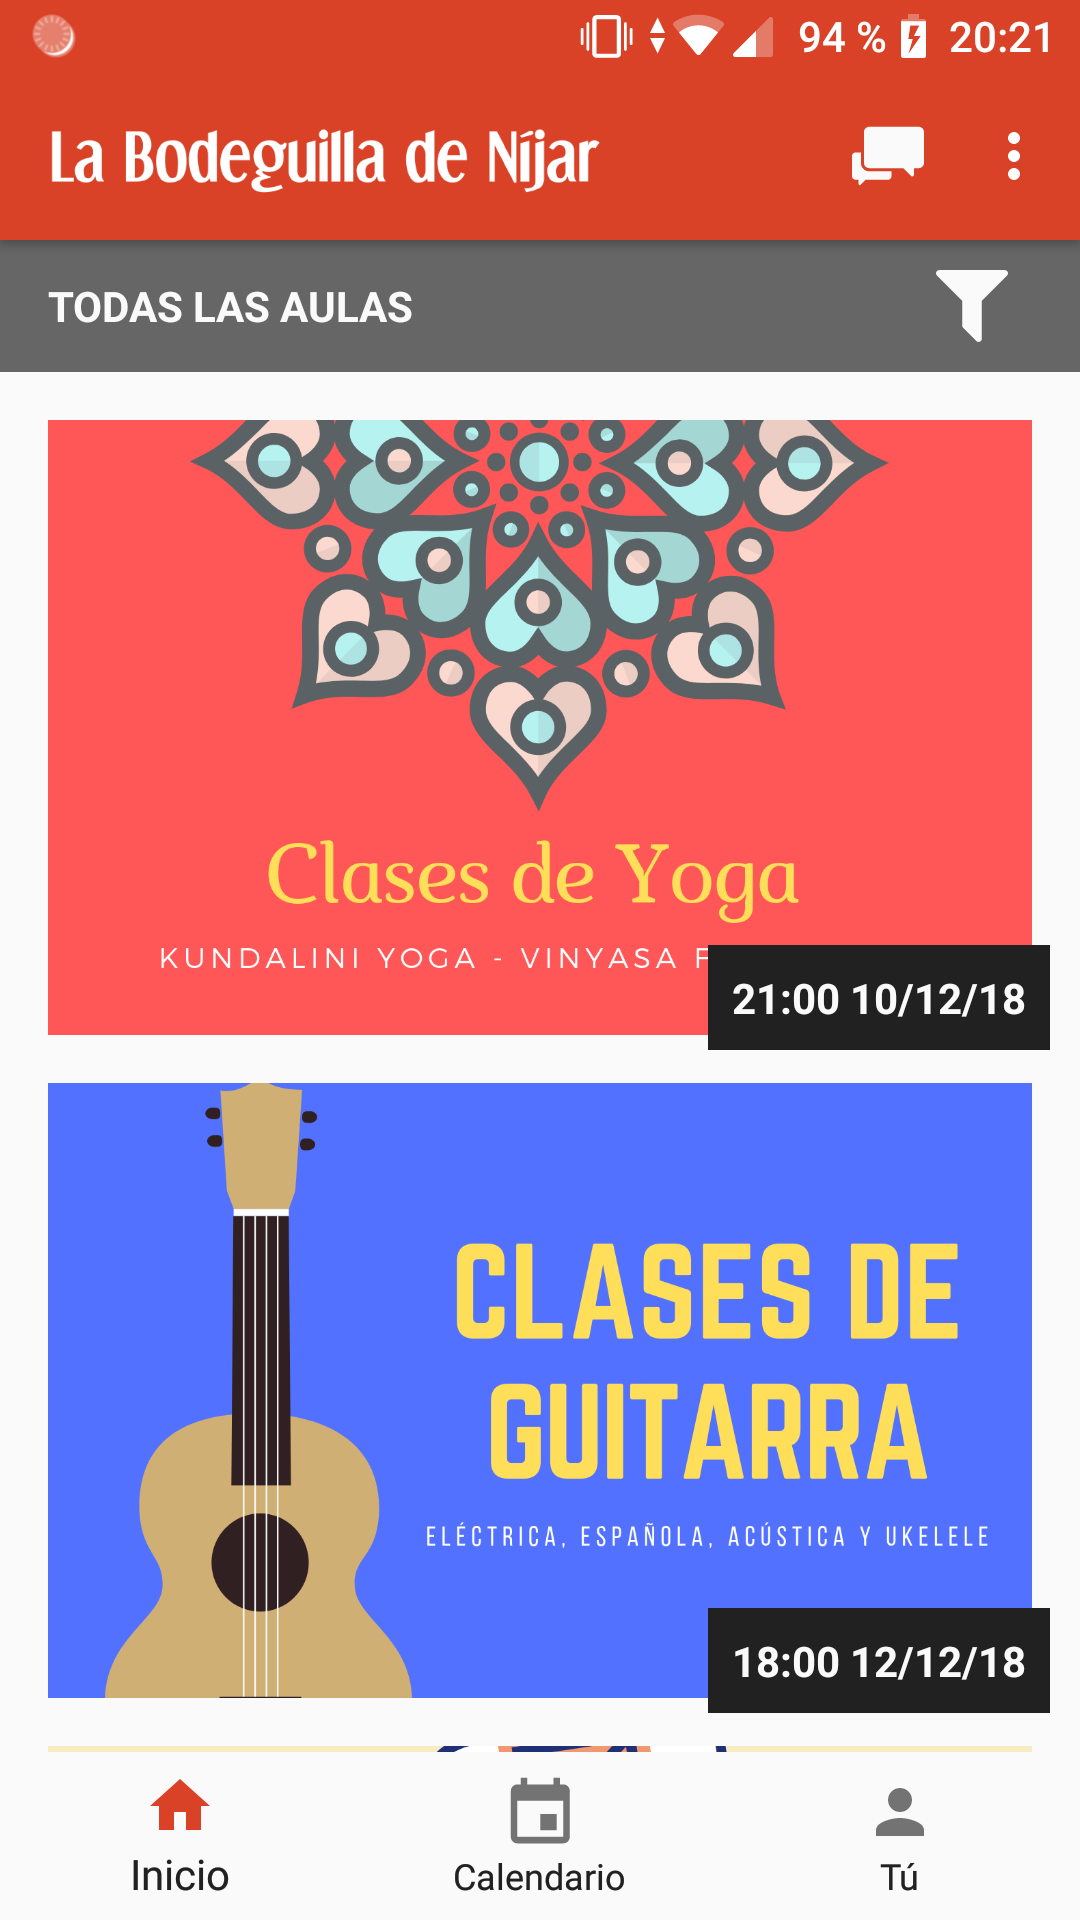 94 % 20:21
La Bodeguilla de Níjar
TODAS LAS AULAS
Clases de Yoga
KUNDALINI YOGA - VINYASA
21:00 10/12/18
CLASES DE
GUITARRA
ELÉCTRICA, ESPAÑOLA, ACÚSTICA Y UKELELE
18:00 12/12/18
Inicio Calendario Tú